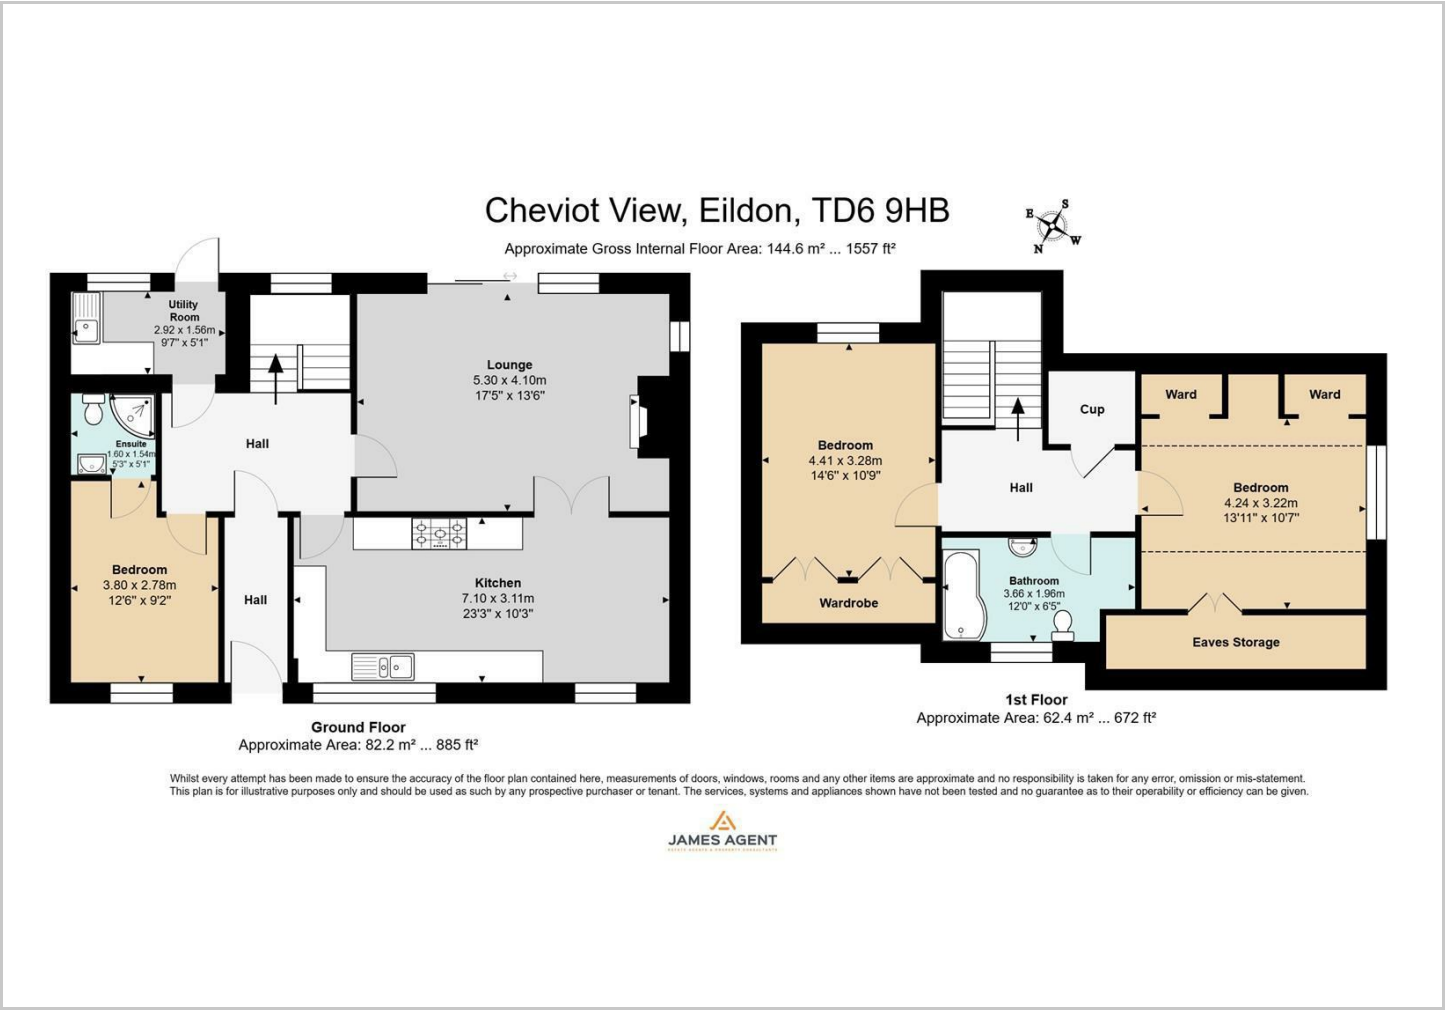 Cheviot View, Eildon, TD6 9HB
Approximate Gross Internal Floor Area: 144.6 m² ... 1557 ft²
S
E
W
N
Utility
Room
2.92 x 1.56m
9'7" x 5'1"
Lounge
5.30 x 4.10m
17'5" x 13'6"
Hall
Ensuite
1.60 x 1.54m
5'3" x 5'1"
Bedroom
3.80 x 2.78m
12'6" x 9'2"
Hall
Kitchen
7.10 x 3.11m
23'3" x 10'3"
Ground Floor
Approximate Area: 82.2 m² ... 885 ft²
Bedroom
4.41 x 3.28m
14'6" x 10'9"
Wardrobe
Cup
Hall
Bathroom
3.66 x 1.96m
12'0" x 6'5"
Ward
Ward
Bedroom
4.24 x 3.22m
13'11" x 10'7"
Eaves Storage
1st Floor
Approximate Area: 62.4 m² ... 672 ft²
Whilst every attempt has been made to ensure the accuracy of the floor plan contained here, measurements of doors, windows, rooms and any other items are approximate and no responsibility is taken for any error, omission or mis-statement.
This plan is for illustrative purposes only and should be used as such by any prospective purchaser or tenant. The services, systems and appliances shown have not been tested and no guarantee as to their operability or efficiency can be given.
JAMES AGENT